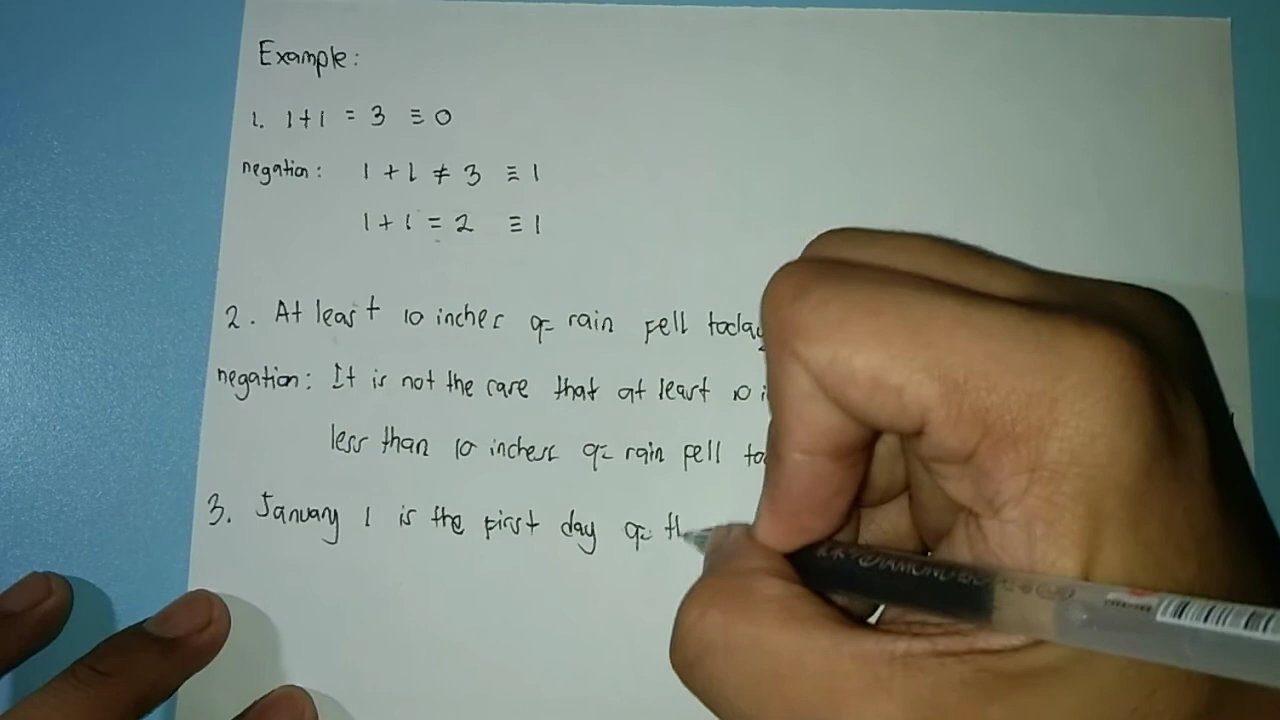 Example:
1. 1+1 = 3 ≡ 0
negation: 1 + 1 ≠ 3 ≡ 1
1 + 1 = 2 ≡ 1
2. At least 10 inches of rain fell today
negation: It is not the case that at least 10
less than 10 inches of rain fell
3. January 1 is the first day of